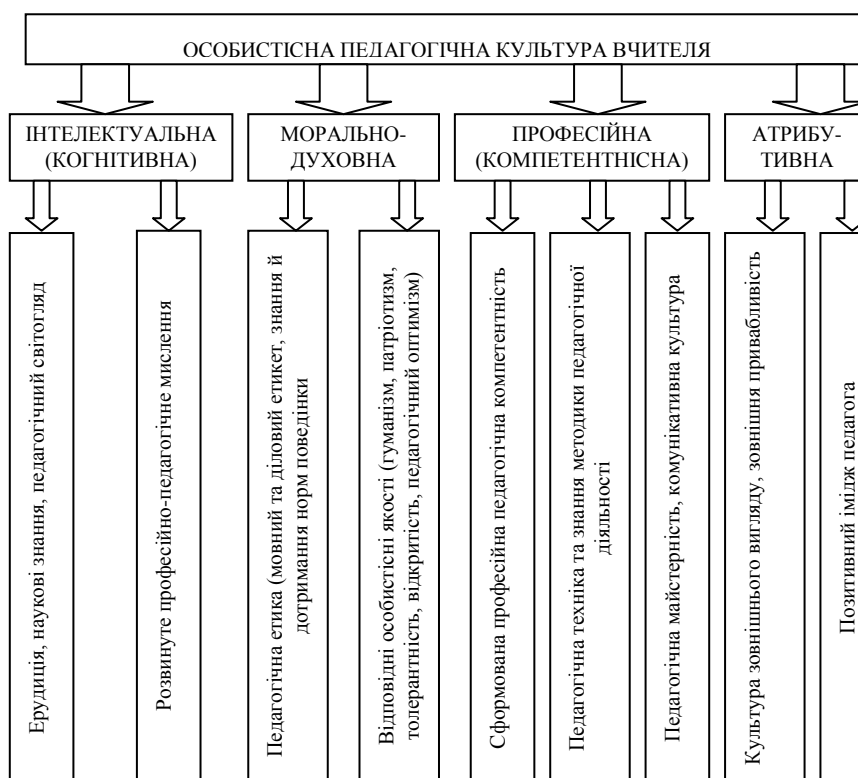 ОСОБИСТІСНА ПЕДАГОГІЧНА КУЛЬТУРА ВЧИТЕЛЯ
ІНТЕЛЕКТУАЛЬНА
(КОГНІТИВНА)
МОРАЛЬНО-
ДУХОВНА
ПРОФЕСІЙНА
(КОМПЕТЕНТНІСНА)
АТРИБУ-
ТИВНА
Ерудиція, наукові знання, педагогічний світогляд
Розвинуте професійно-педагогічне мислення
Педагогічна етика (мовний та діловий етикет, знання й
дотримання норм поведінки
Відповідні особистісні якості (гуманізм, патріотизм,
толерантність, відкритість, педагогічний оптимізм)
Сформована професійна педагогічна компетентність
Педагогічна техніка та знання методики педагогічної
діяльності
Педагогічна майстерність, комунікативна культура
Культура зовнішнього вигляду, зовнішня привабливість
Позитивний імідж педагога